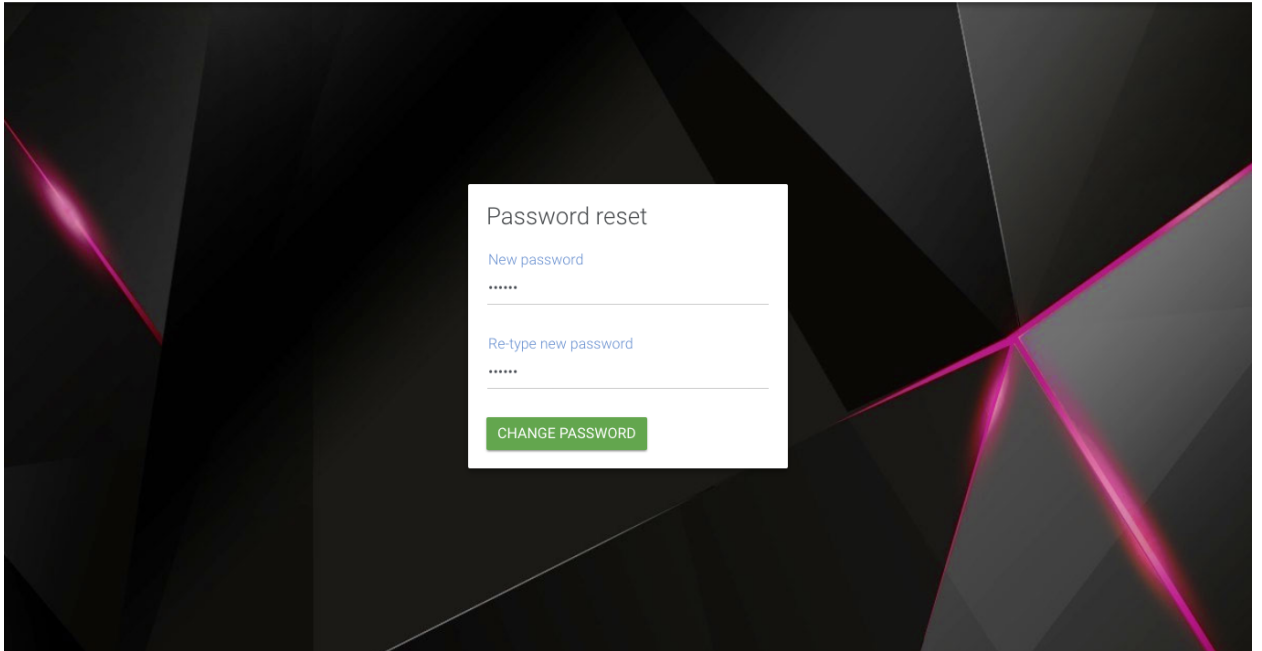 Password reset
New password
••••••
Re-type new password
••••••
CHANGE PASSWORD